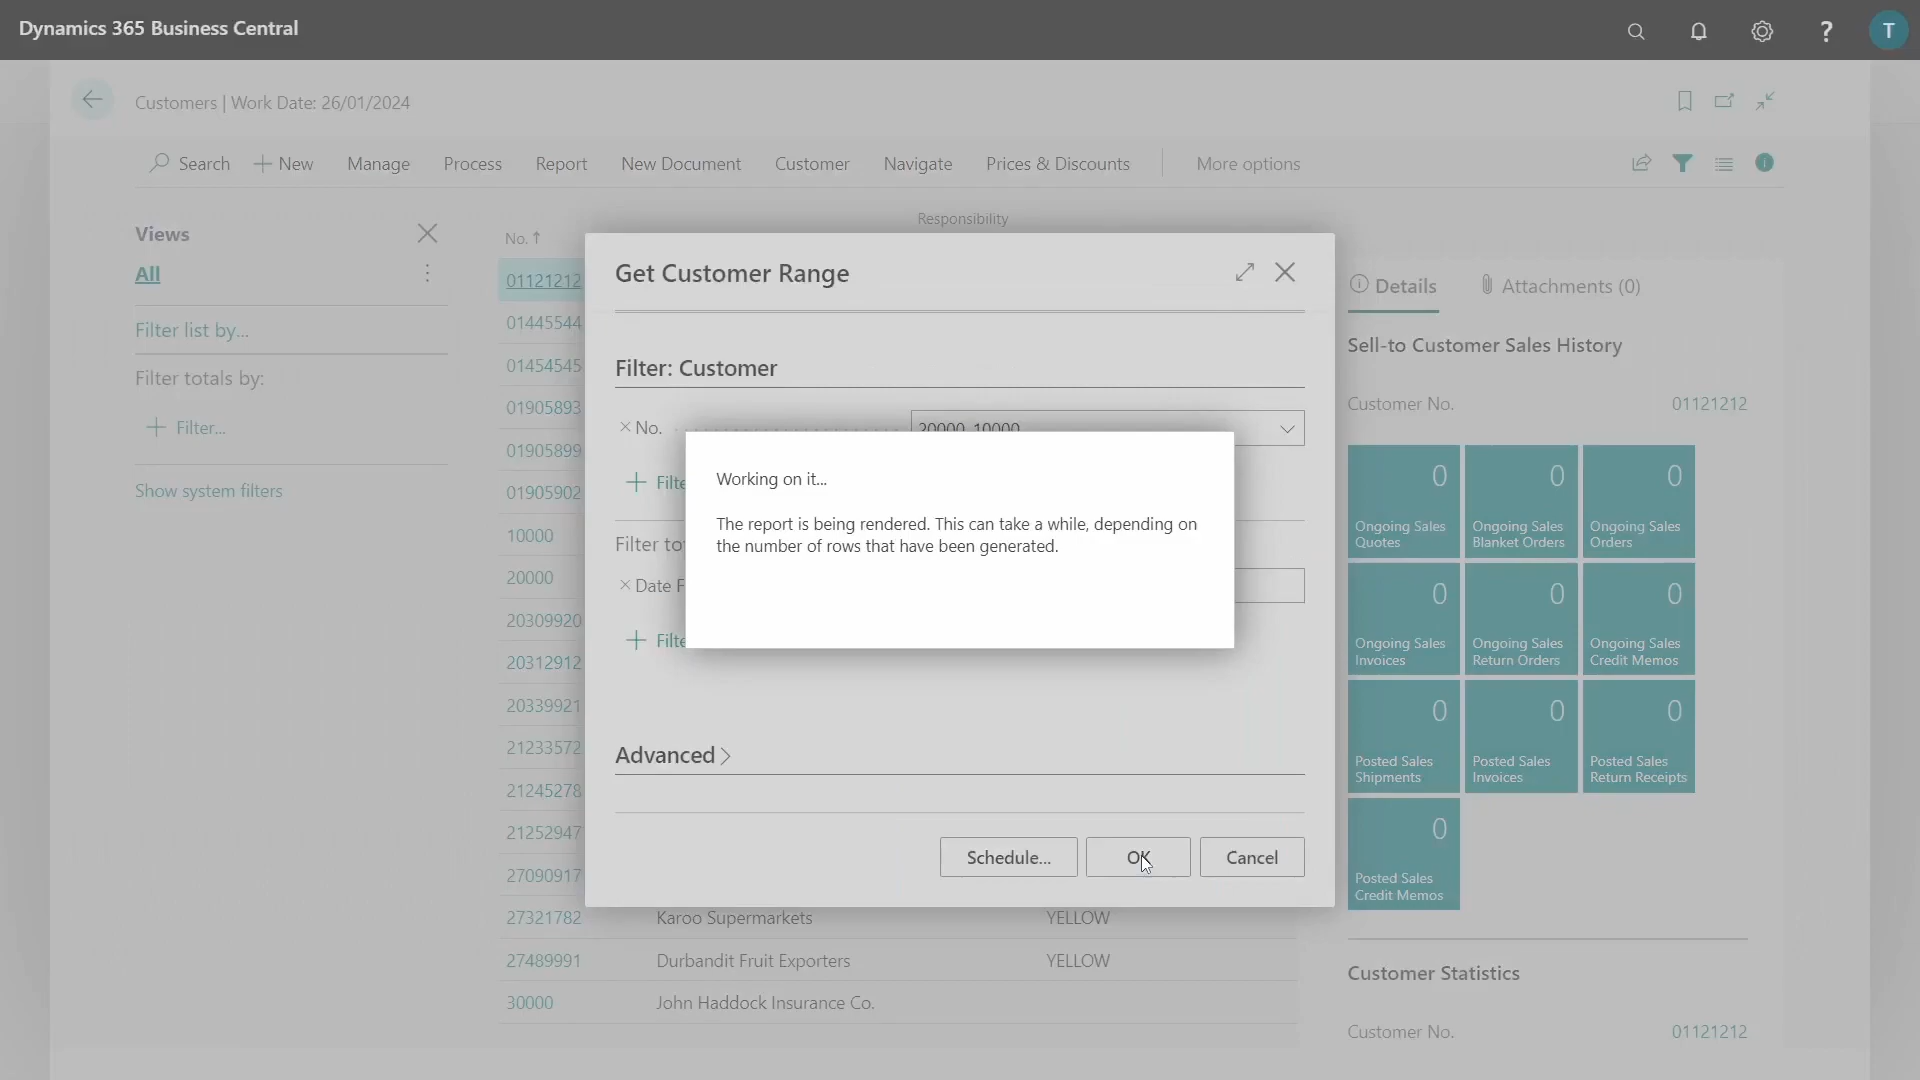 Dynamics 365 Business Central
?
T
Customers | Work Date: 26/01/2024
Search
New
Manage
Process
Report
New Document
Customer
Navigate
Prices & Discounts
More options
Views
All
Filter list by...
Filter totals by:
Filter...
Show system filters
Responsibility
No. ↑
01121212
01445544
01454545
01905893
01905899
01905902
10000
20000
20309920
20312912
20339921
21233572
21245278
21252947
27090917
27321782 Karoo Supermarkets YELLOW
27489991 Durbandit Fruit Exporters YELLOW
30000 John Haddock Insurance Co.
Get Customer Range
Filter: Customer
× No.
Filte
Filter to
× Date F
Filte
Working on it...
The report is being rendered. This can take a while, depending on
the number of rows that have been generated.
Advanced >
Schedule...
OK
Cancel
Details
Attachments (0)
Sell-to Customer Sales History
Customer No. 01121212
0
Ongoing Sales
Quotes
0
Ongoing Sales
Blanket Orders
0
Ongoing Sales
Orders
0
Ongoing Sales
Invoices
0
Ongoing Sales
Return Orders
0
Ongoing Sales
Credit Memos
0
Posted Sales
Shipments
0
Posted Sales
Invoices
0
Posted Sales
Return Receipts
0
Posted Sales
Credit Memos
Customer Statistics
Customer No. 01121212